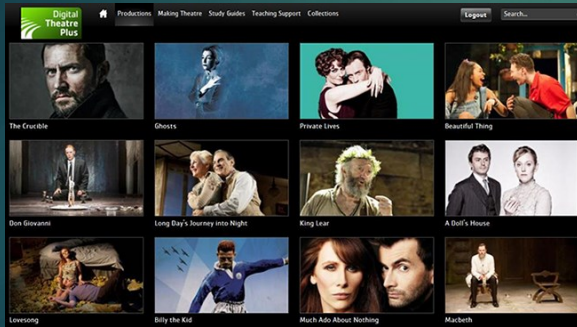 Digital
Theatre
Plus
Productions Making Theatre Study Guides Teaching Support Collections
Logout
Search...
The Crucible
Ghosts
Private Lives
Beautiful Thing
Don Giovanni
Long Day's Journey into Night
King Lear
A Doll's House
Lovesong
Billy the Kid
Much Ado About Nothing
Macbeth